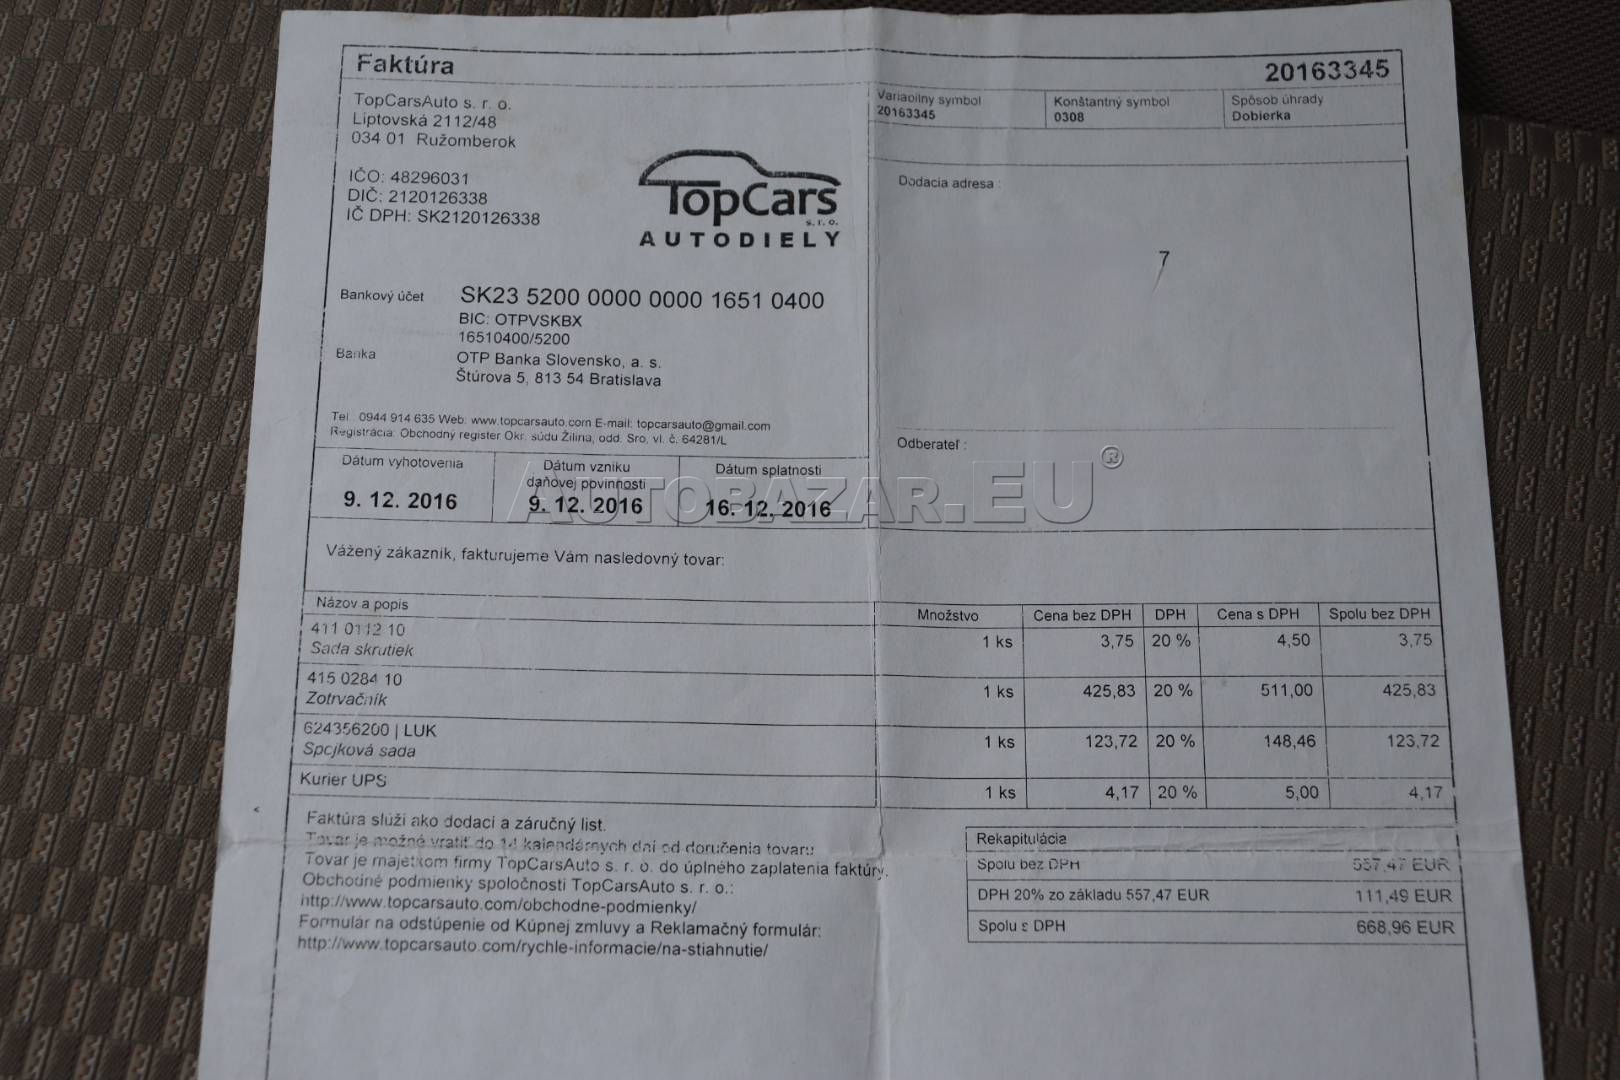 Faktúra
20163345
TopCarsAuto s. r. o.
Liptovská 2112/48
034 01 Ružomberok
Variabilný symbol
20163345
Konštantný symbol
0308
Spôsob úhrady
Dobierka
IČO: 48296031
DIČ: 2120126338
IČ DPH: SK2120126338
TopCars
s. r. o.
AUTODIELY
Dodacia adresa :
7
Bankový účet SK23 5200 0000 0000 1651 0400
BIC: OTPVSKBX
16510400/5200
Banka OTP Banka Slovensko, a. s.
Štúrova 5, 813 54 Bratislava
Tel.: 0944 914 635 Web: www.topcarsauto.com E-mail: topcarsauto@gmail.com
Registrácia: Obchodný register Okr. súdu Žilina, odd. Sro, vl. č. 64281/L
Odberateľ :
Dátum vyhotovenia
9. 12. 2016
Dátum vzniku
daňovej povinnosti
9. 12. 2016
Dátum splatnosti
16. 12. 2016
AUTOBAZAR.EU®
Vážený zákazník, fakturujeme Vám nasledovný tovar:
Názov a popis Množstvo Cena bez DPH DPH Cena s DPH Spolu bez DPH
411 0112 10
Sada skrutiek 1 ks 3,75 20 % 4,50 3,75
415 0284 10
Zotrvačník 1 ks 425,83 20 % 511,00 425,83
624356200 | LUK
Spojková sada 1 ks 123,72 20 % 148,46 123,72
Kurier UPS 1 ks 4,17 20 % 5,00 4,17
Faktúra slúži ako dodací a záručný list.
Tovar je možné vrátiť do 14 kalendárnych dní od doručenia tovaru
Tovar je majetkom firmy TopCarsAuto s. r. o. do úplného zaplatenia faktúry.
Obchodné podmienky spoločnosti TopCarsAuto s. r. o.:
http://www.topcarsauto.com/obchodne-podmienky/
Formulár na odstúpenie od Kúpnej zmluvy a Reklamačný formulár:
http://www.topcarsauto.com/rychle-informacie/na-stiahnutie/
Rekapitulácia
Spolu bez DPH 557,47 EUR
DPH 20% zo základu 557,47 EUR 111,49 EUR
Spolu s DPH 668,96 EUR